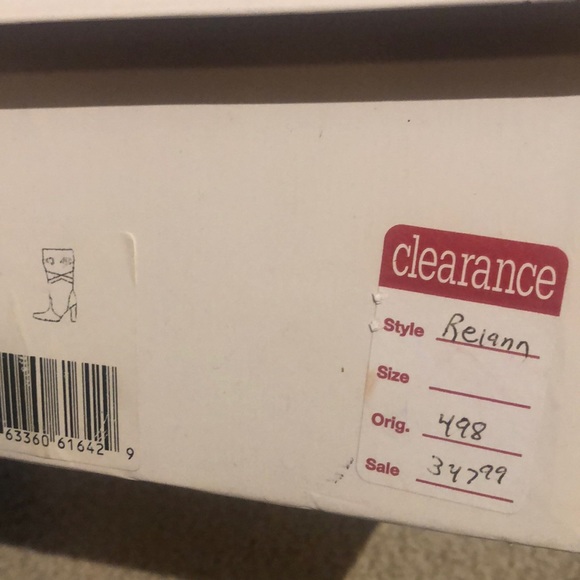 clearance
Style Reiann
Size
Orig. 498
Sale 34799
63360 61642 9